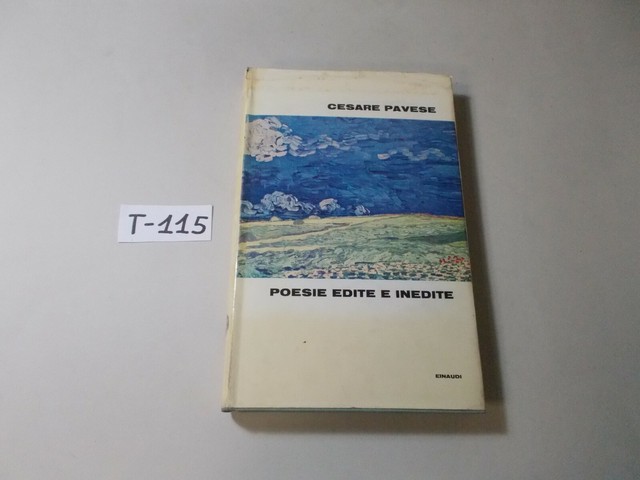 CESARE PAVESE
T-115
POESIE EDITE E INEDITE
EINAUDI